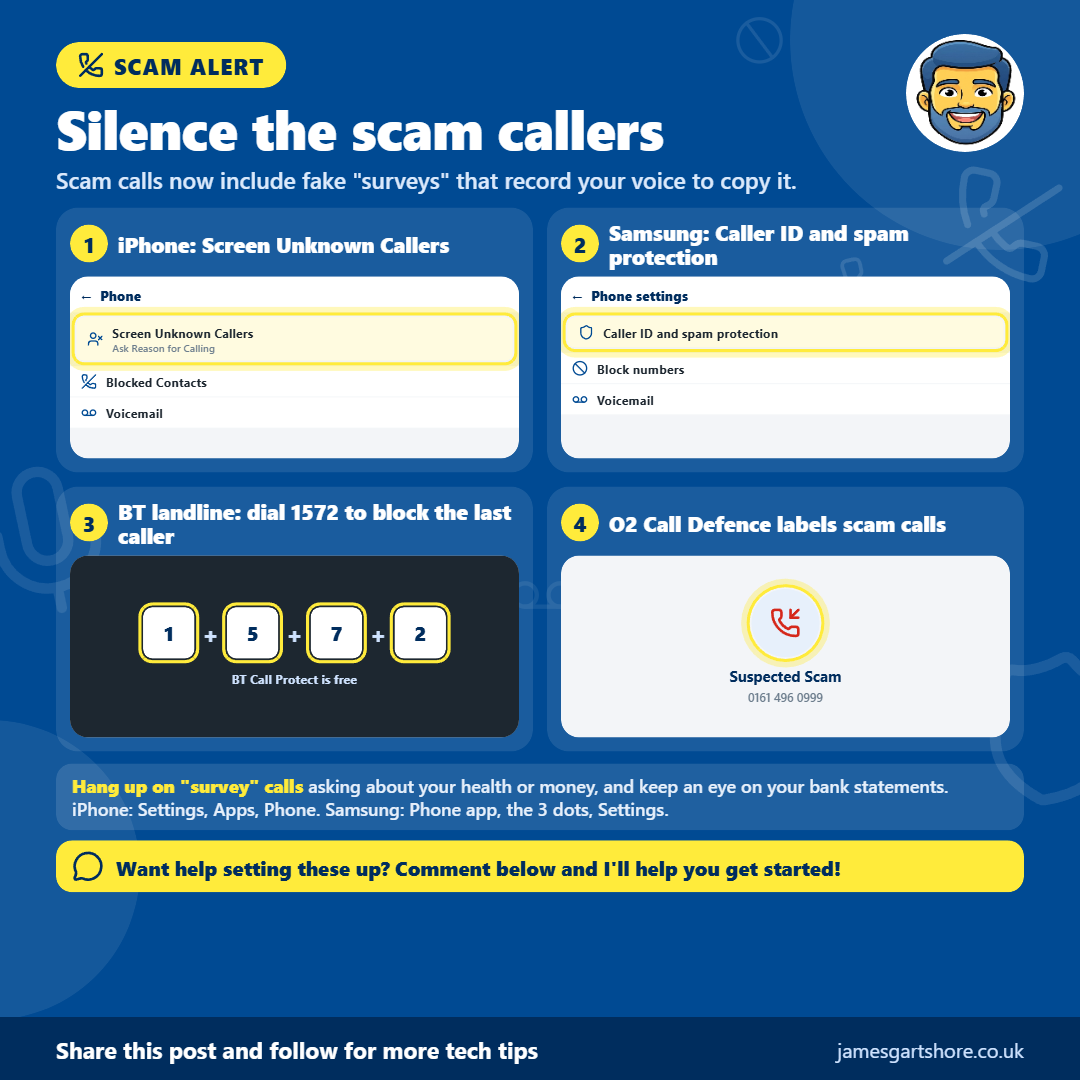 SCAM ALERT
Silence the scam callers
Scam calls now include fake "surveys" that record your voice to copy it.
1 iPhone: Screen Unknown Callers
← Phone
Screen Unknown Callers
Ask Reason for Calling
Blocked Contacts
Voicemail
2 Samsung: Caller ID and spam
protection
← Phone settings
Caller ID and spam protection
Block numbers
Voicemail
3 BT landline: dial 1572 to block the last
caller
1 + 5 + 7 + 2
BT Call Protect is free
4 O2 Call Defence labels scam calls
Suspected Scam
0161 496 0999
Hang up on "survey" calls asking about your health or money, and keep an eye on your bank statements.
iPhone: Settings, Apps, Phone. Samsung: Phone app, the 3 dots, Settings.
Want help setting these up? Comment below and I'll help you get started!
Share this post and follow for more tech tips
jamesgartshore.co.uk